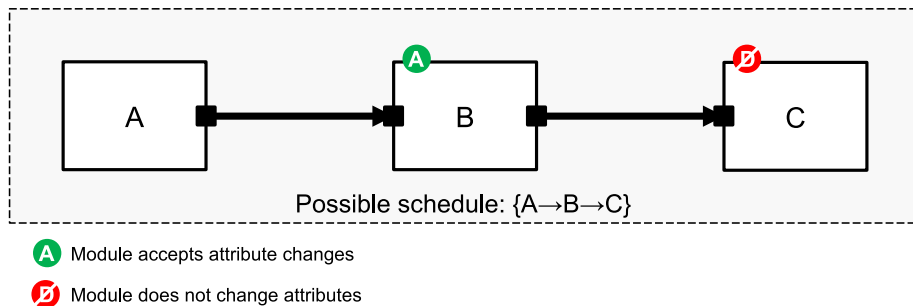 A
D
A
B
C
Possible schedule: {A→B→C}
A Module accepts attribute changes
D Module does not change attributes